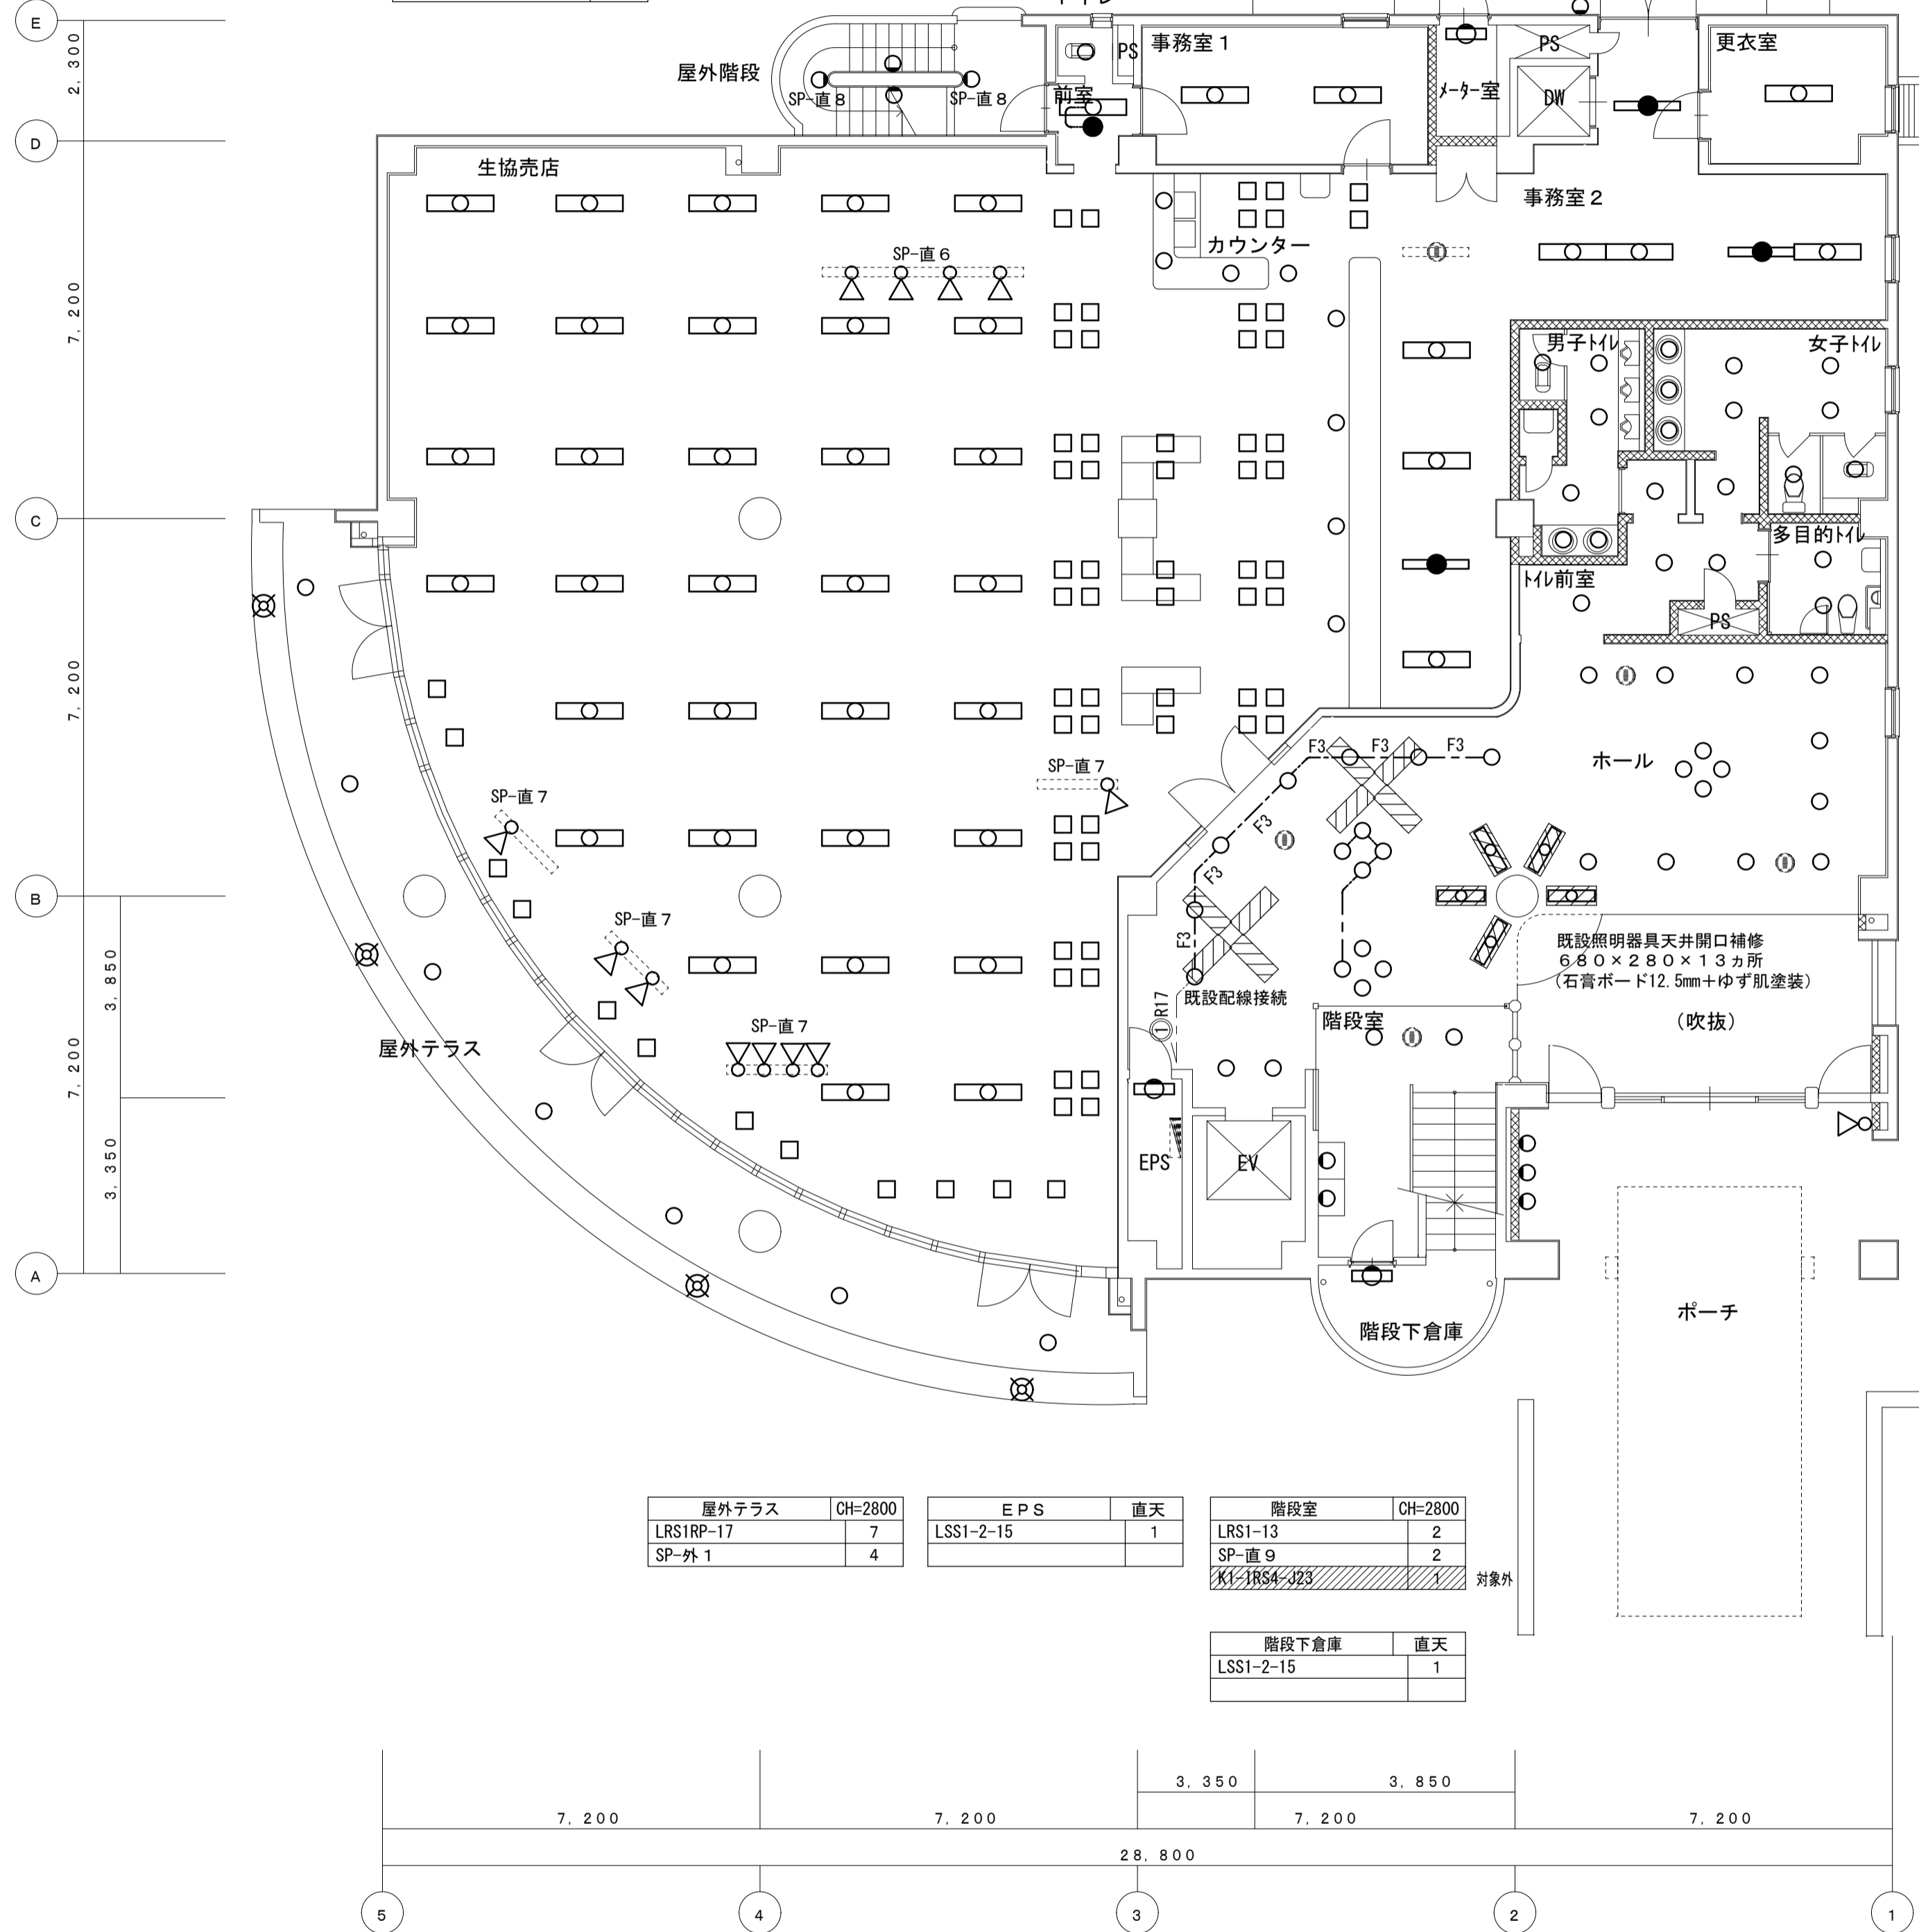 E
2,300
屋外階段
SP-直8
SP-直8
前室
PS
事務室1
メーター室
PS
DW
更衣室
D
生協売店
事務室2
カウンター
SP-直6
7,200
男子トイレ
女子トイレ
C
多目的トイレ
トイレ前室
PS
7,200
F3
F3
F3
ホール
SP-直7
SP-直7
F3
F3
B
SP-直7
F3
既設照明器具天井開口補修
680×280×13ヵ所
(石膏ボード12.5mm+ゆず肌塗装)
3,850
既設配線接続
1 R17
階段室
(吹抜)
SP-直7
屋外テラス
7,200
3,350
EPS
EV
A
階段下倉庫
ポーチ
屋外テラス CH=2800
LRS1RP-17 7
SP-外1 4
EPS 直天
LSS1-2-15 1
階段室 CH=2800
LRS1-13 2
SP-直9 2
K1-IRS4-J23 1 対象外
階段下倉庫 直天
LSS1-2-15 1
3,350 3,850
7,200 7,200 7,200 7,200
28,800
5 4 3 2 1